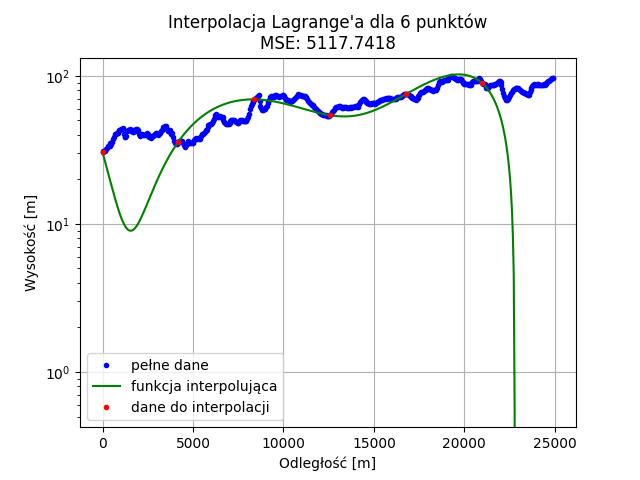 Interpolacja Lagrange'a dla 6 punktów
MSE: 5117.7418
Wysokość [m]
10²
10¹
10⁰
pełne dane
funkcja interpolująca
dane do interpolacji
0 5000 10000 15000 20000 25000
Odległość [m]